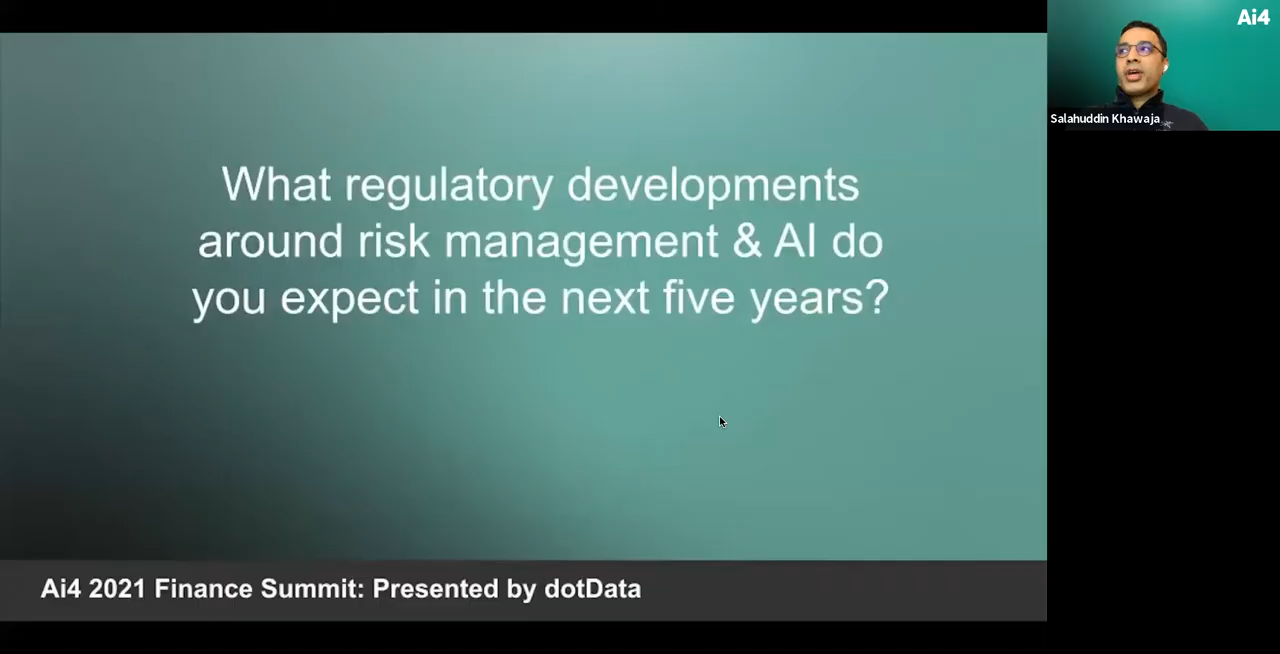 What regulatory developments
around risk management & AI do
you expect in the next five years?
Ai4 2021 Finance Summit: Presented by dotData
Ai4
Salahuddin Khawaja